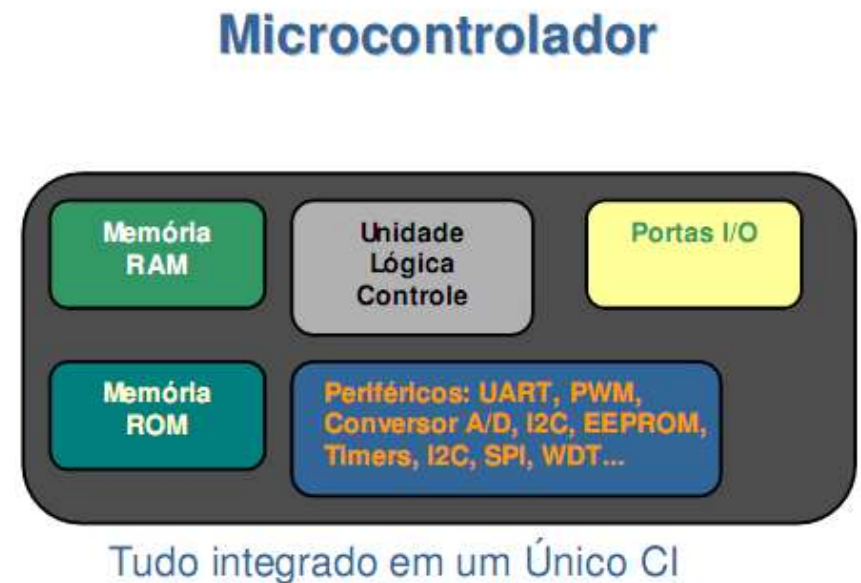 Microcontrolador
Memória
RAM
Unidade
Lógica
Controle
Portas I/O
Memória
ROM
Periféricos: UART, PWM,
Conversor A/D, I2C, EEPROM,
Timers, I2C, SPI, WDT...
Tudo integrado em um Único CI